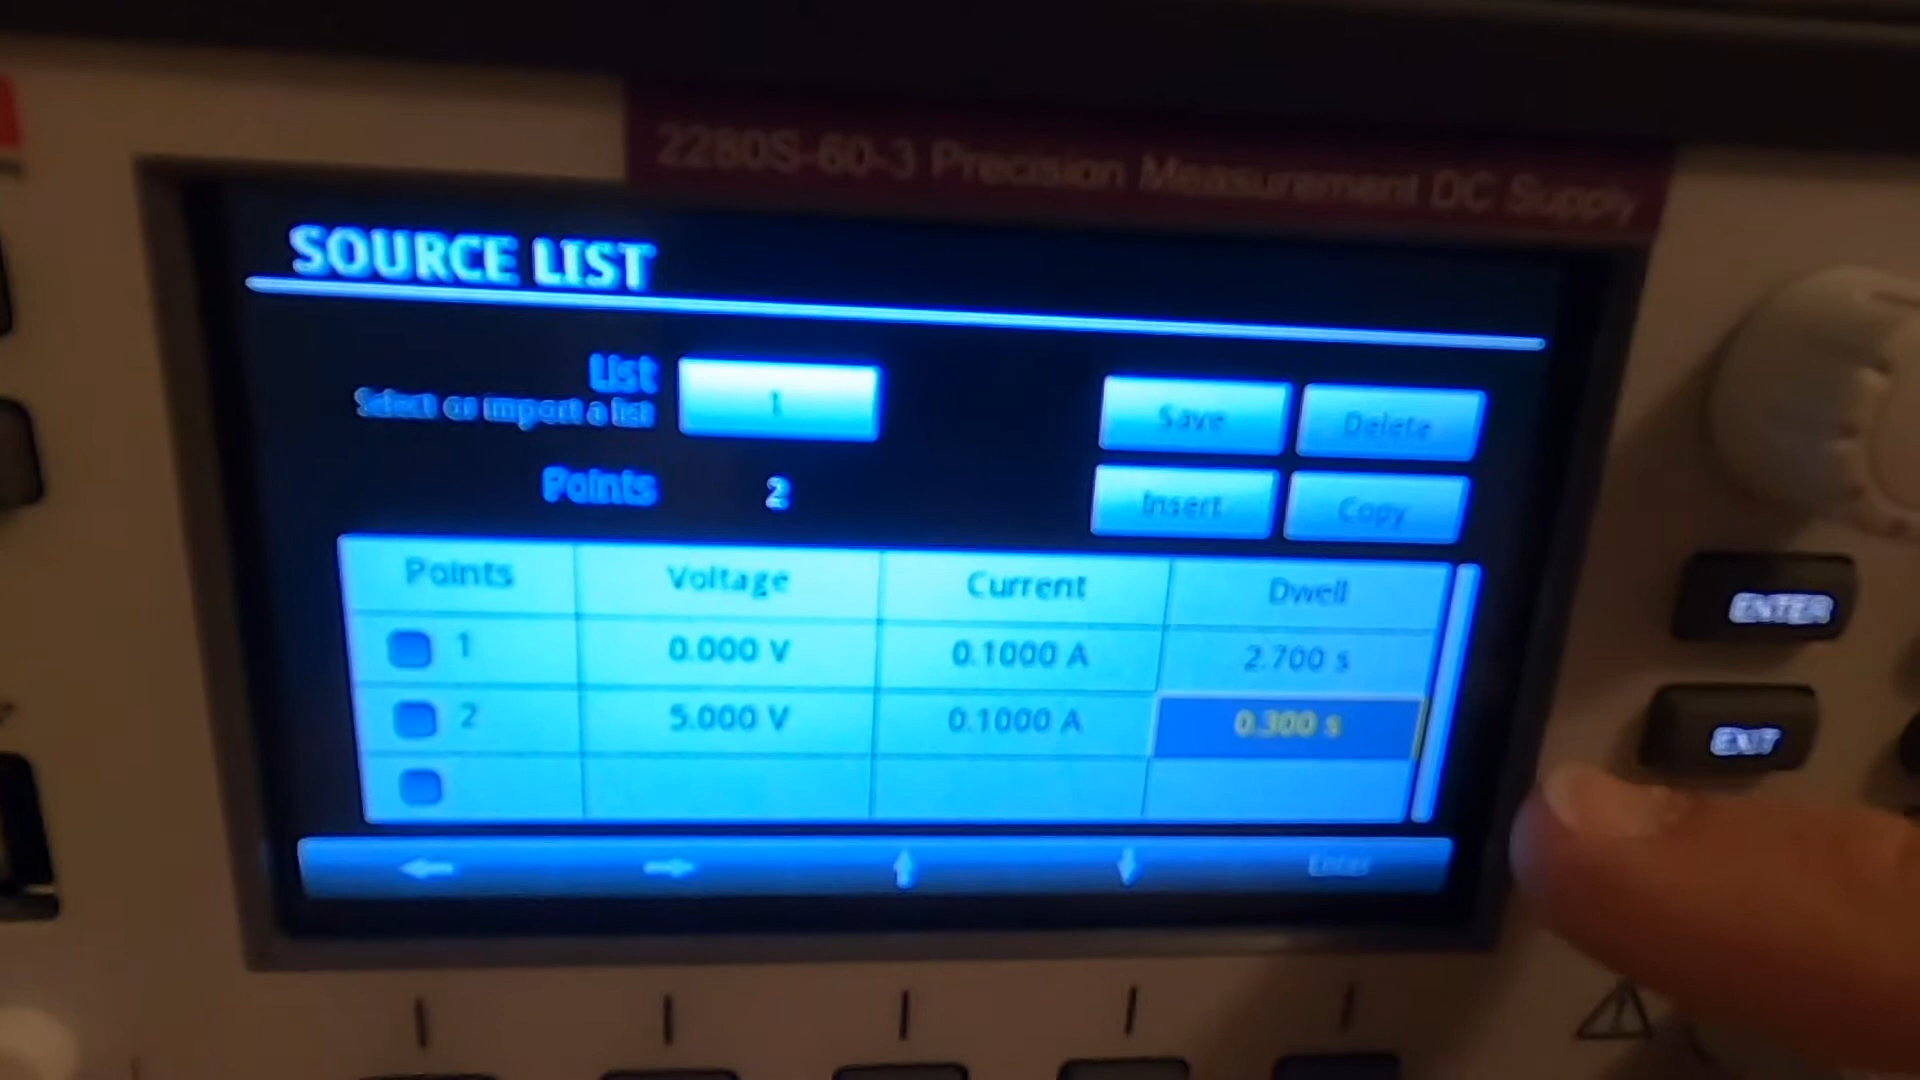 2280S-60-3 Precision Measurement DC Supply
SOURCE LIST
List
Select or import a list
1
Save
Delete
Points
2
Insert
Copy
Points Voltage Current Dwell
1 0.000 V 0.1000 A 2.700 s
2 5.000 V 0.1000 A 0.300 s
Enter
ENTER
EXIT